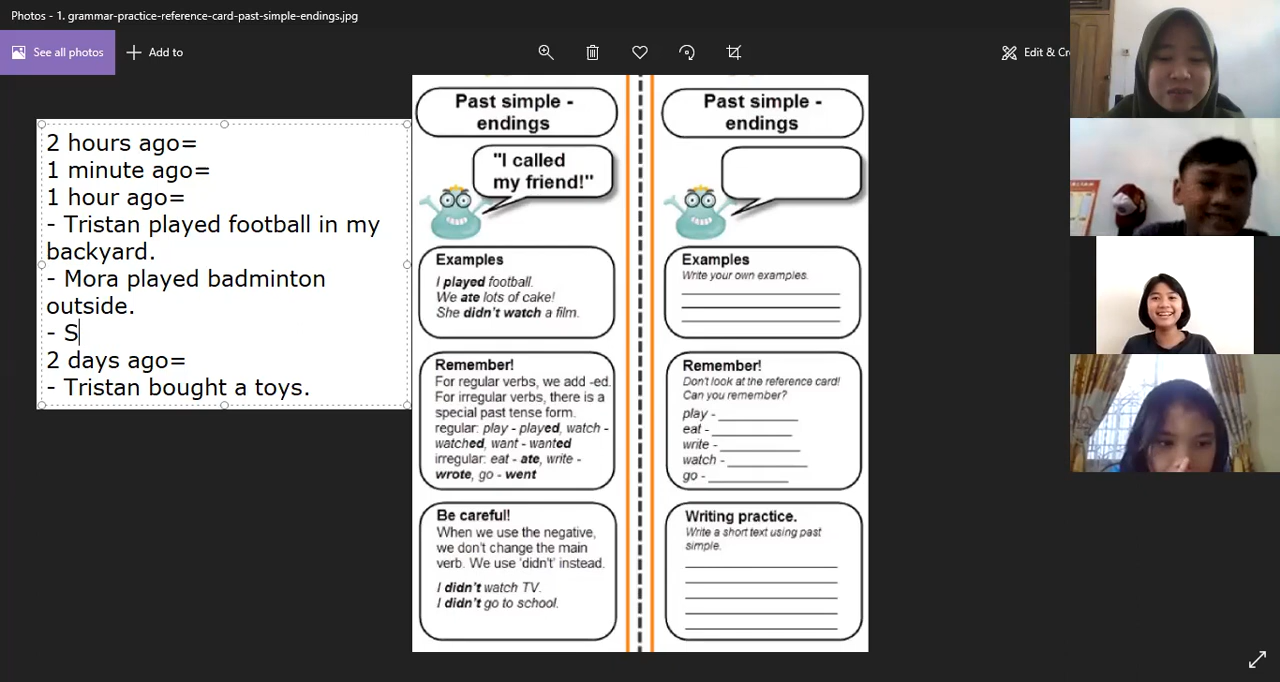 Photos - 1. grammar-practice-reference-card-past-simple-endings.jpg
See all photos
Add to
Edit & Cr
2 hours ago=
1 minute ago=
1 hour ago=
- Tristan played football in my
backyard.
- Mora played badminton
outside.
- S
2 days ago=
- Tristan bought a toys.
Past simple -
endings
"I called
my friend!"
Examples
I played football.
We ate lots of cake!
She didn't watch a film.
Remember!
For regular verbs, we add -ed.
For irregular verbs, there is a
special past tense form.
regular: play - played, watch -
watched, want - wanted
irregular: eat - ate, write -
wrote, go - went
Be careful!
When we use the negative,
we don't change the main
verb. We use 'didn't' instead.
I didn't watch TV.
I didn't go to school.
Past simple -
endings
Examples
Write your own examples.
Remember!
Don't look at the reference card!
Can you remember?
play - ___________
eat - ___________
write - ___________
watch - ___________
go - ___________
Writing practice.
Write a short text using past
simple.